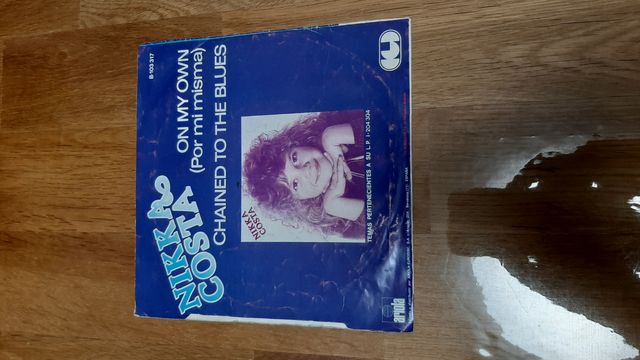 B-103 317
NIKKA
COSTA
ON MY OWN
(Por mi misma)
CHAINED TO THE BLUES
NIKKA
COSTA
TEMAS PERTENECIENTES A SU L.P. I-204 304
ariola